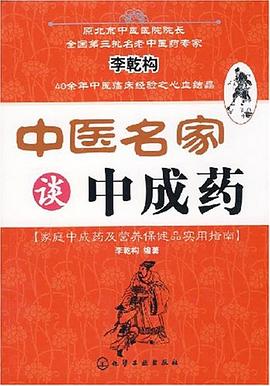 原北京中医医院院长
全国第三批名老中医药专家
李乾构
40余年中医临床经验之心血结晶
中医名家
谈中成药
【家庭中成药及营养保健品实用指南】
李乾构 编著
化学工业出版社